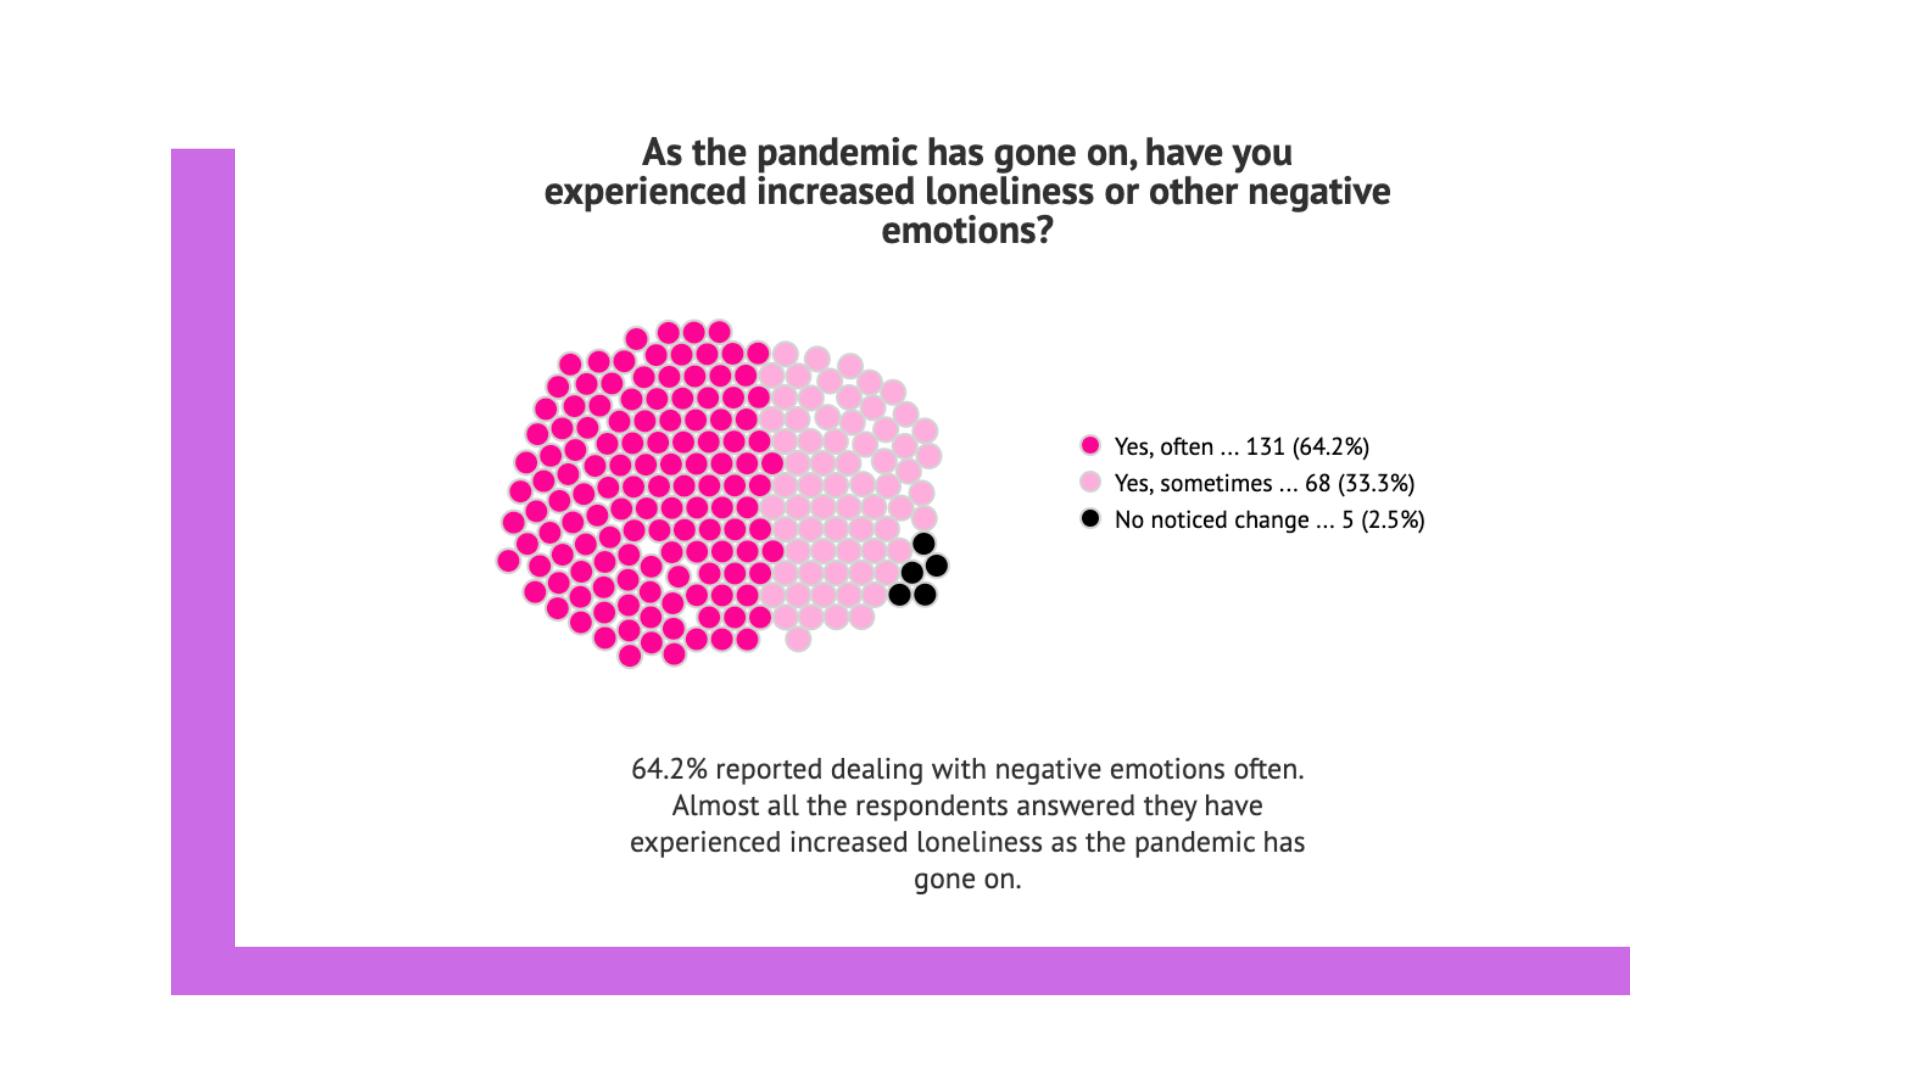 As the pandemic has gone on, have you
experienced increased loneliness or other negative
emotions?
Yes, often ... 131 (64.2%)
Yes, sometimes ... 68 (33.3%)
No noticed change ... 5 (2.5%)
64.2% reported dealing with negative emotions often.
Almost all the respondents answered they have
experienced increased loneliness as the pandemic has
gone on.